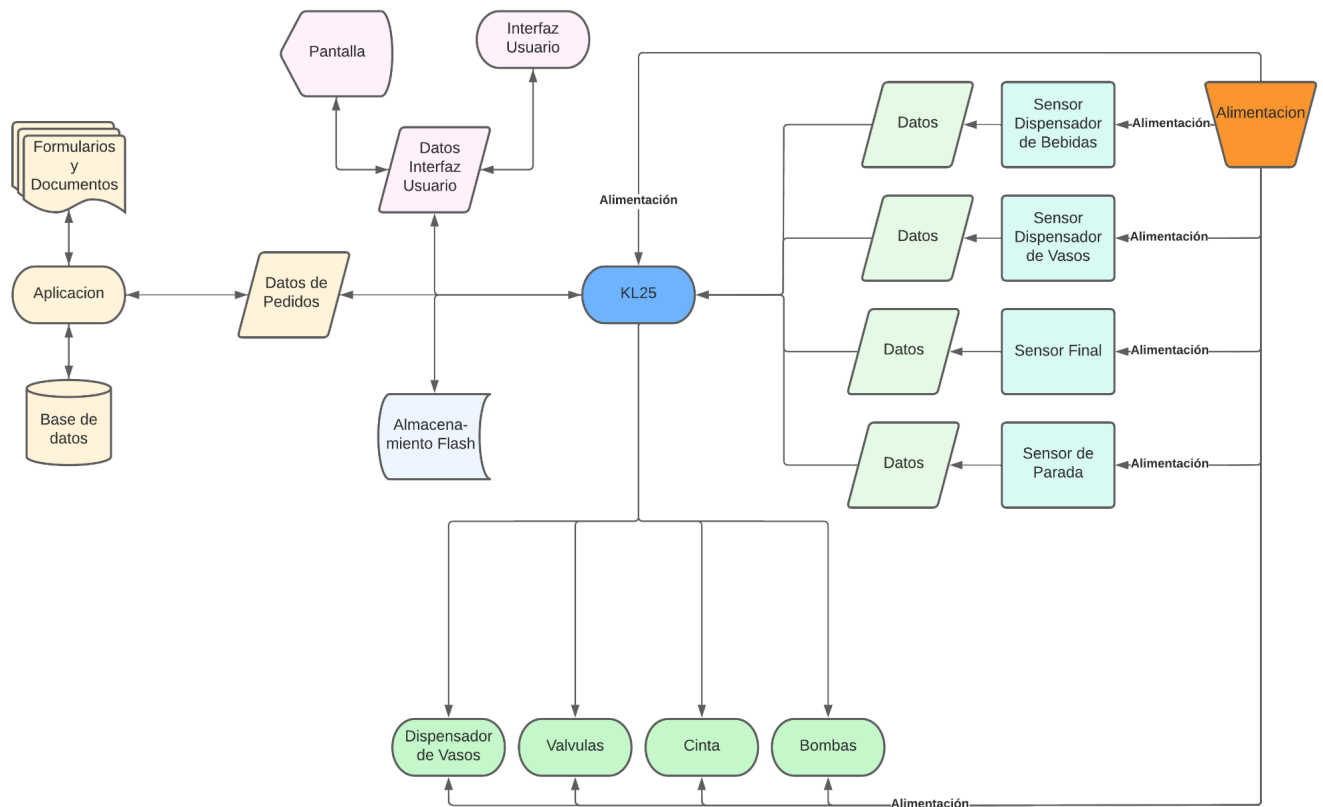 Pantalla
Interfaz
Usuario
Formularios
y
Documentos
Datos
Interfaz
Usuario
Alimentación
Datos
Sensor
Dispensador
de Bebidas
Alimentación
Alimentacion
Datos
Sensor
Dispensador
de Vasos
Alimentación
Aplicacion
Datos de
Pedidos
KL25
Datos
Sensor Final
Alimentación
Base de
datos
Almacena-
miento Flash
Datos
Sensor de
Parada
Alimentación
Dispensador
de Vasos
Valvulas
Cinta
Bombas
Alimentación